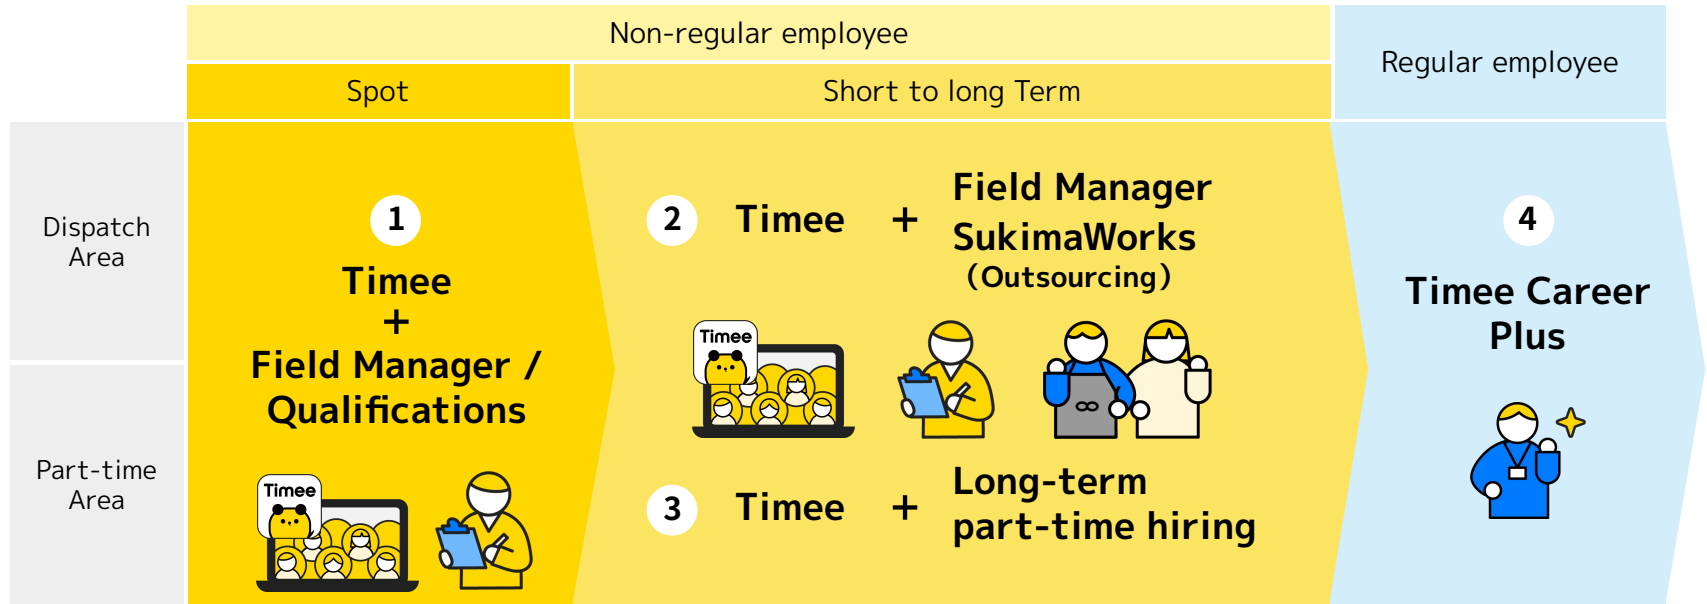 Non-regular employee
Regular employee
Spot
Short to long Term
Dispatch
Area
Part-time
Area
1
Timee
+
Field Manager /
Qualifications
Timee
2
Timee
+
Field Manager
SukimaWorks
(Outsourcing)
Timee
3
Timee
+
Long-term
part-time hiring
4
Timee Career
Plus